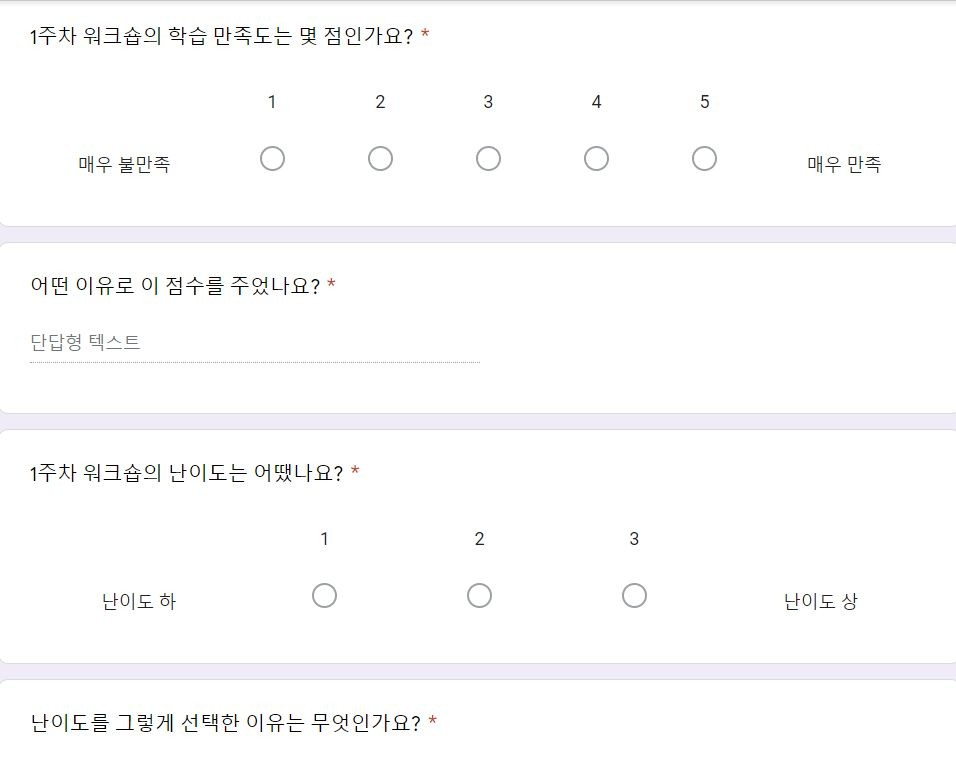 1주차 워크숍의 학습 만족도는 몇 점인가요? *
1 2 3 4 5
매우 불만족 매우 만족
어떤 이유로 이 점수를 주었나요? *
단답형 텍스트
1주차 워크숍의 난이도는 어땠나요? *
1 2 3
난이도 하 난이도 상
난이도를 그렇게 선택한 이유는 무엇인가요? *